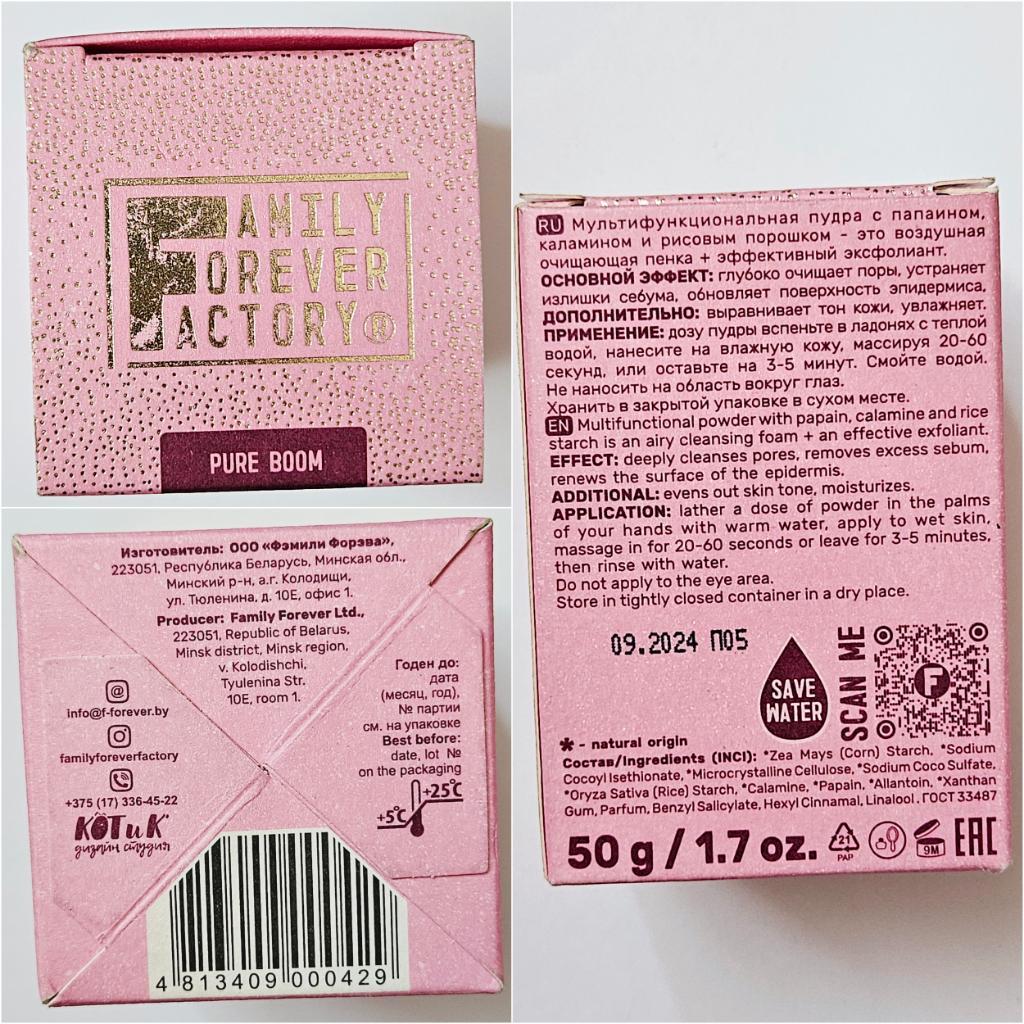 FAMILY
FOREVER
FACTORY®
PURE BOOM
Изготовитель: ООО «Фэмили Форэва»,
223051, Республика Беларусь, Минская обл.,
Минский р-н, а.г. Колодищи,
ул. Тюленина, д. 10Е, офис 1.
Producer: Family Forever Ltd.,
223051, Republic of Belarus,
Minsk district, Minsk region,
v. Kolodishchi,
Tyulenina Str.
10E, room 1.
info@f-forever.by
familyforeverfactory
+375 (17) 336-45-22
КОТиК
дизайн студия
Годен до:
дата
(месяц, год),
№ партии
см. на упаковке
Best before:
date, lot №
on the packaging
+25°C
+5°C
4 813409 000429
RU Мультифункциональная пудра с папаином,
каламином и рисовым порошком - это воздушная
очищающая пенка + эффективный эксфолиант.
ОСНОВНОЙ ЭФФЕКТ: глубоко очищает поры, устраняет
излишки себума, обновляет поверхность эпидермиса,
ДОПОЛНИТЕЛЬНО: выравнивает тон кожи, увлажняет.
ПРИМЕНЕНИЕ: дозу пудры вспеньте в ладонях с теплой
водой, нанесите на влажную кожу, массируя 20-60
секунд, или оставьте на 3-5 минут. Смойте водой.
Не наносить на область вокруг глаз.
Хранить в закрытой упаковке в сухом месте.
EN Multifunctional powder with papain, calamine and rice
starch is an airy cleansing foam + an effective exfoliant.
EFFECT: deeply cleanses pores, removes excess sebum,
renews the surface of the epidermis.
ADDITIONAL: evens out skin tone, moisturizes.
APPLICATION: lather a dose of powder in the palms
of your hands with warm water, apply to wet skin,
massage in for 20-60 seconds or leave for 3-5 minutes,
then rinse with water.
Do not apply to the eye area.
Store in tightly closed container in a dry place.
09.2024 П05
SAVE
WATER
SCAN ME
F
* - natural origin
Состав/Ingredients (INCI): *Zea Mays (Corn) Starch, *Sodium
Cocoyl Isethionate, *Microcrystalline Cellulose, *Sodium Coco Sulfate,
*Oryza Sativa (Rice) Starch, *Calamine, *Papain, *Allantoin, *Xanthan
Gum, Parfum, Benzyl Salicylate, Hexyl Cinnamal, Linalool . ГОСТ 33487
50 g / 1.7 oz.
21
PAP
9M
EAC